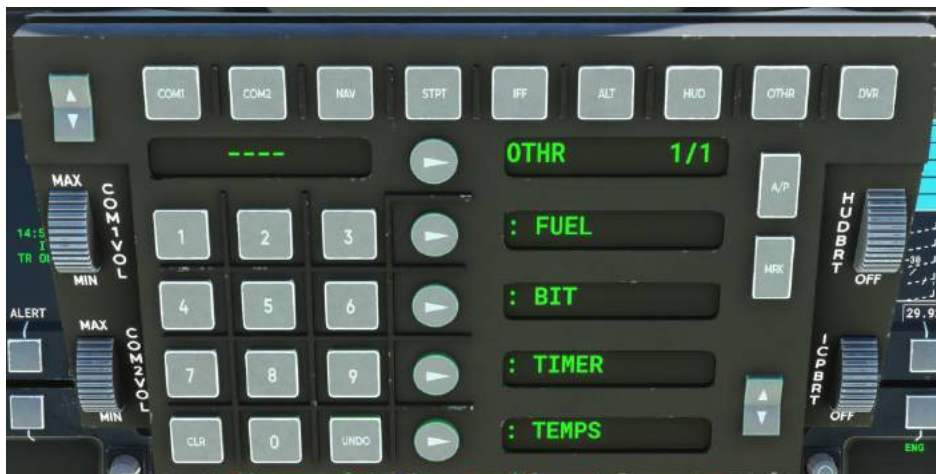 COM1 COM2 NAV STPT IFF ALT HUD OTHR DVR
----
OTHR 1/1
A/P
MAX
COM1VOL
MIN
HUDBRT
OFF
1 2 3
: FUEL
MRK
4 5 6
: BIT
ALERT
MAX
COM2VOL
MIN
ICPBRT
OFF
7 8 9
: TIMER
CLR 0 UNDO
: TEMPS
ENG